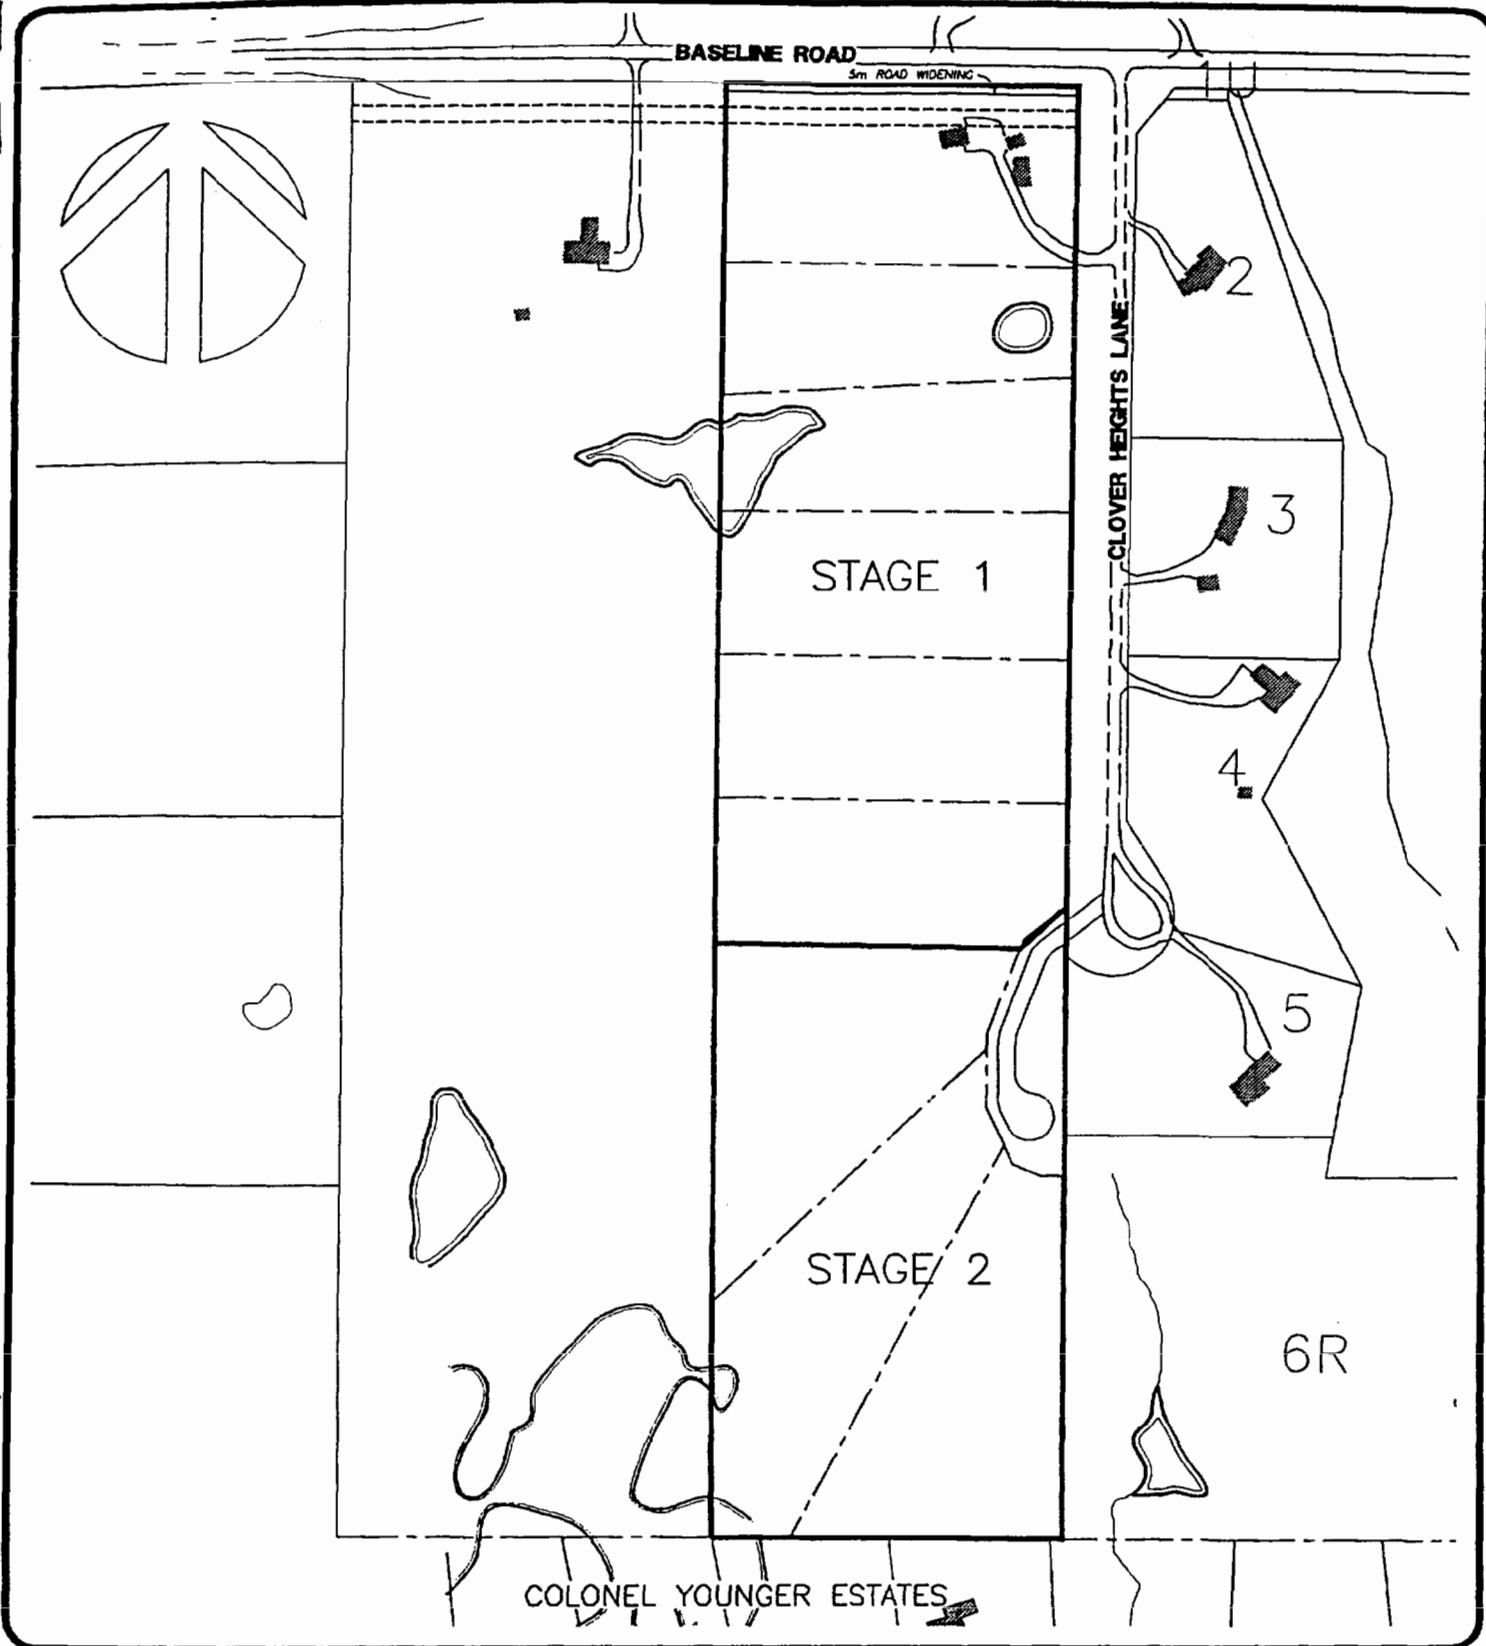 BASELINE ROAD
5m ROAD WIDENING
2
CLOVER HEIGHTS LANE
3
STAGE 1
4
5
STAGE 2
6R
COLONEL YOUNGER ESTATES